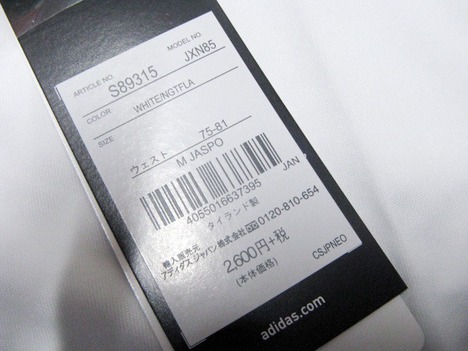 ARTICLE NO. S89315
MODEL NO. JXN85
COLOR WHITE/NGTFLA
SIZE
ウェスト 75-81
M JASPO
JAN
4055016637395
タイランド製
輸入販売元
アディダス ジャパン株式会社 0120-810-654
2,600円+税
(本体価格)
CSJPNEO
adidas.com